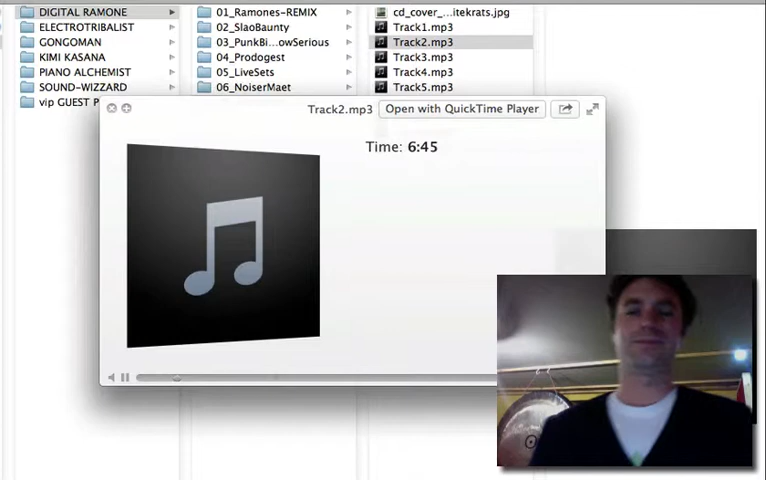 DIGITAL RAMONE
ELECTROTRIBALIST
GONGOMAN
KIMI KASANA
PIANO ALCHEMIST
SOUND-WIZZARD
vip GUEST P
01_Ramones-REMIX
02_SlaoBaunty
03_PunkBi...owSerious
04_Prodogest
05_LiveSets
06_NoiserMaet
cd_cover_...itekrats.jpg
Track1.mp3
Track2.mp3
Track3.mp3
Track4.mp3
Track5.mp3
Track2.mp3
Open with QuickTime Player
Time: 6:45